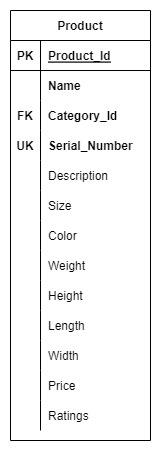 Product
PK Product_Id
Name
FK Category_Id
UK Serial_Number
Description
Size
Color
Weight
Height
Length
Width
Price
Ratings